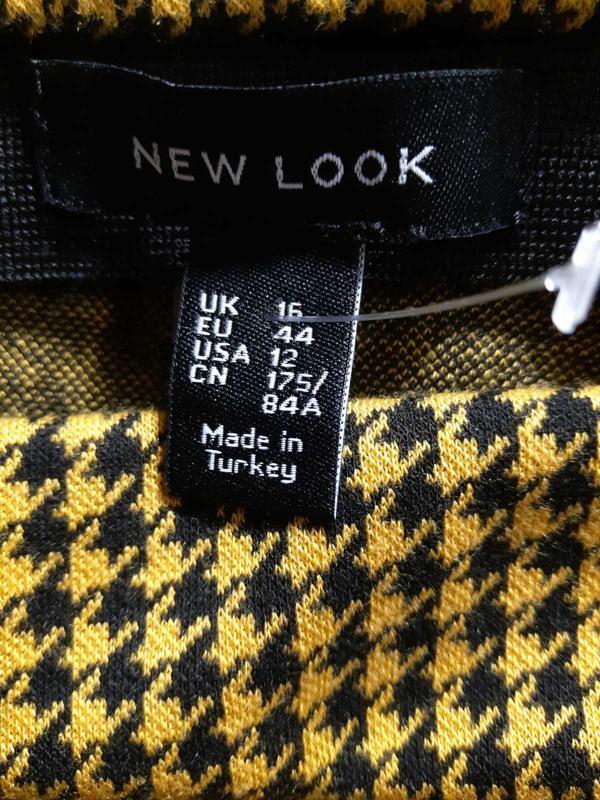 NEW LOOK
UK 16
EU 44
USA 12
CN 175/
84A
Made in
Turkey